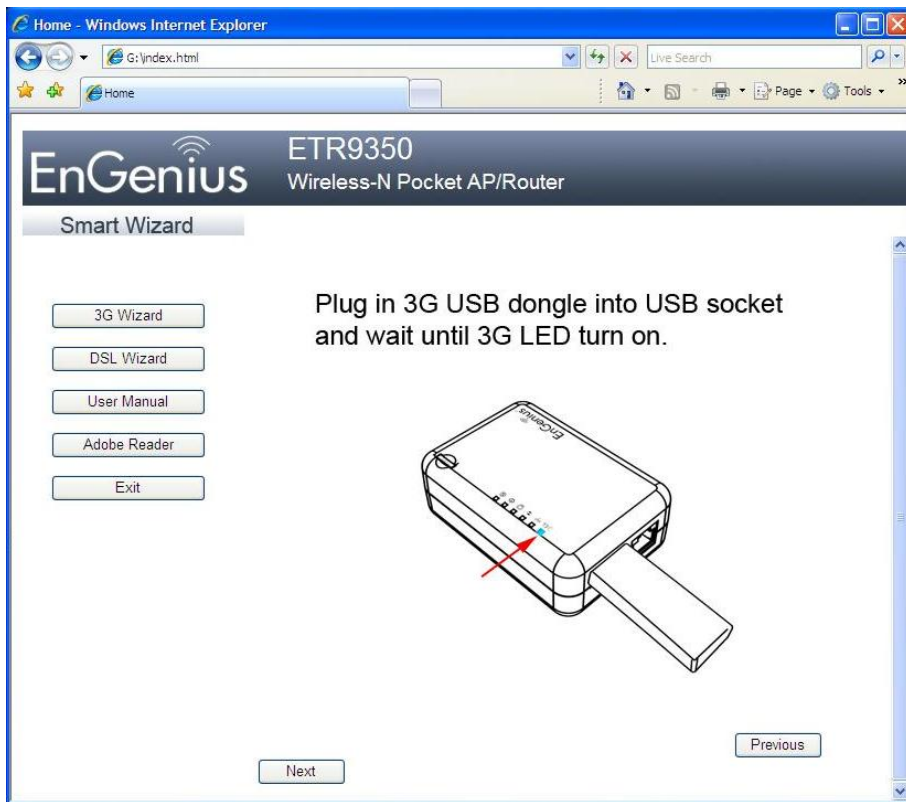 Home - Windows Internet Explorer
G:\index.html
Live Search
Home
Page
Tools
EnGenius
ETR9350
Wireless-N Pocket AP/Router
Smart Wizard
3G Wizard
DSL Wizard
User Manual
Adobe Reader
Exit
Plug in 3G USB dongle into USB socket
and wait until 3G LED turn on.
EnGenius
Previous
Next